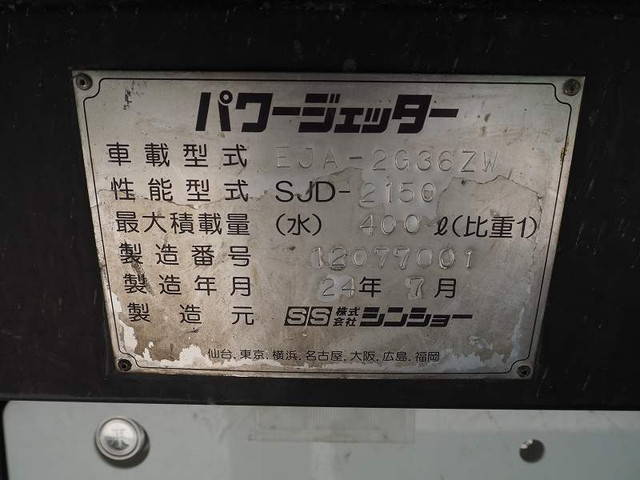 パワージェッター
車載型式 EJA-2G36ZW
性能型式 SJD-2150
最大積載量 (水) 400ℓ(比重1)
製造番号 12077001
製造年月 24年 7月
製造元 SS 株式会社 シンショー
仙台、東京、横浜、名古屋、大阪、広島、福岡